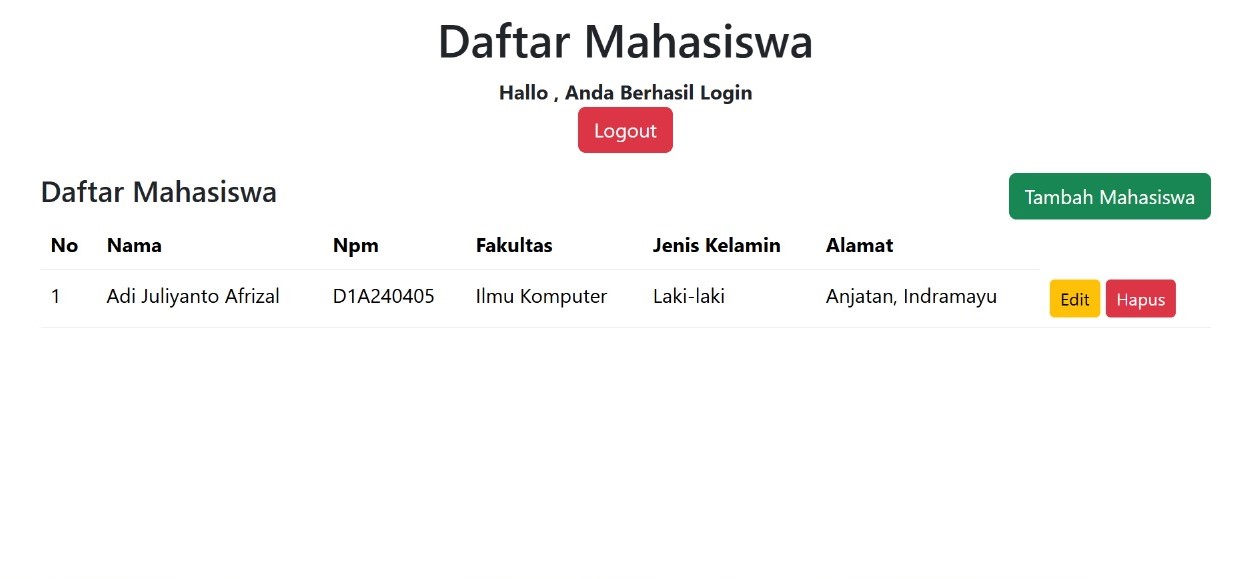 Daftar Mahasiswa
Hallo , Anda Berhasil Login
Logout
Daftar Mahasiswa
Tambah Mahasiswa
No Nama Npm Fakultas Jenis Kelamin Alamat
1 Adi Juliyanto Afrizal D1A240405 Ilmu Komputer Laki-laki Anjatan, Indramayu Edit Hapus